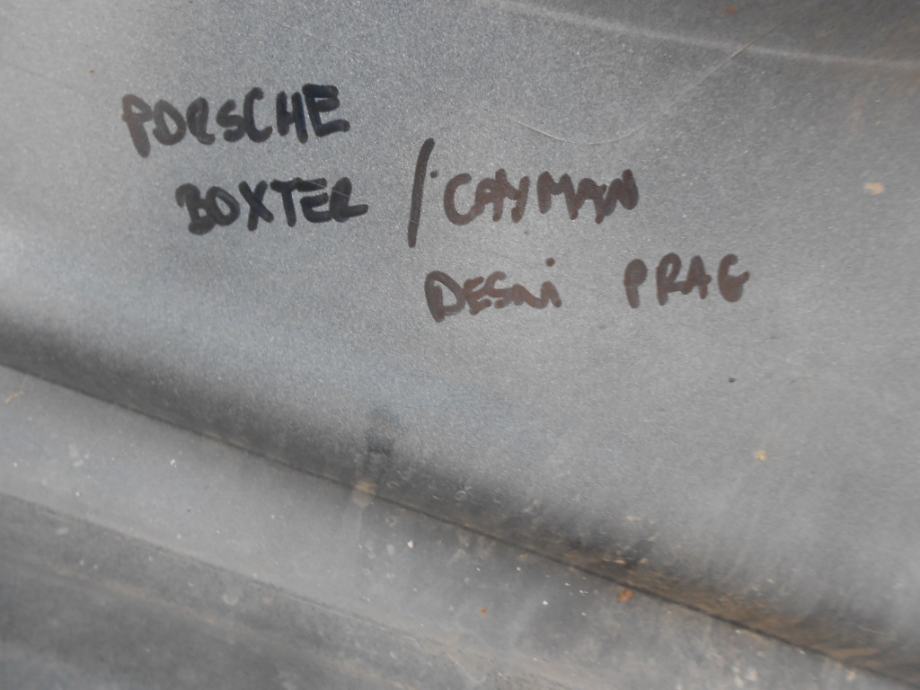 PORSCHE
BOXTER / CAYMAN
DESNI PRAG